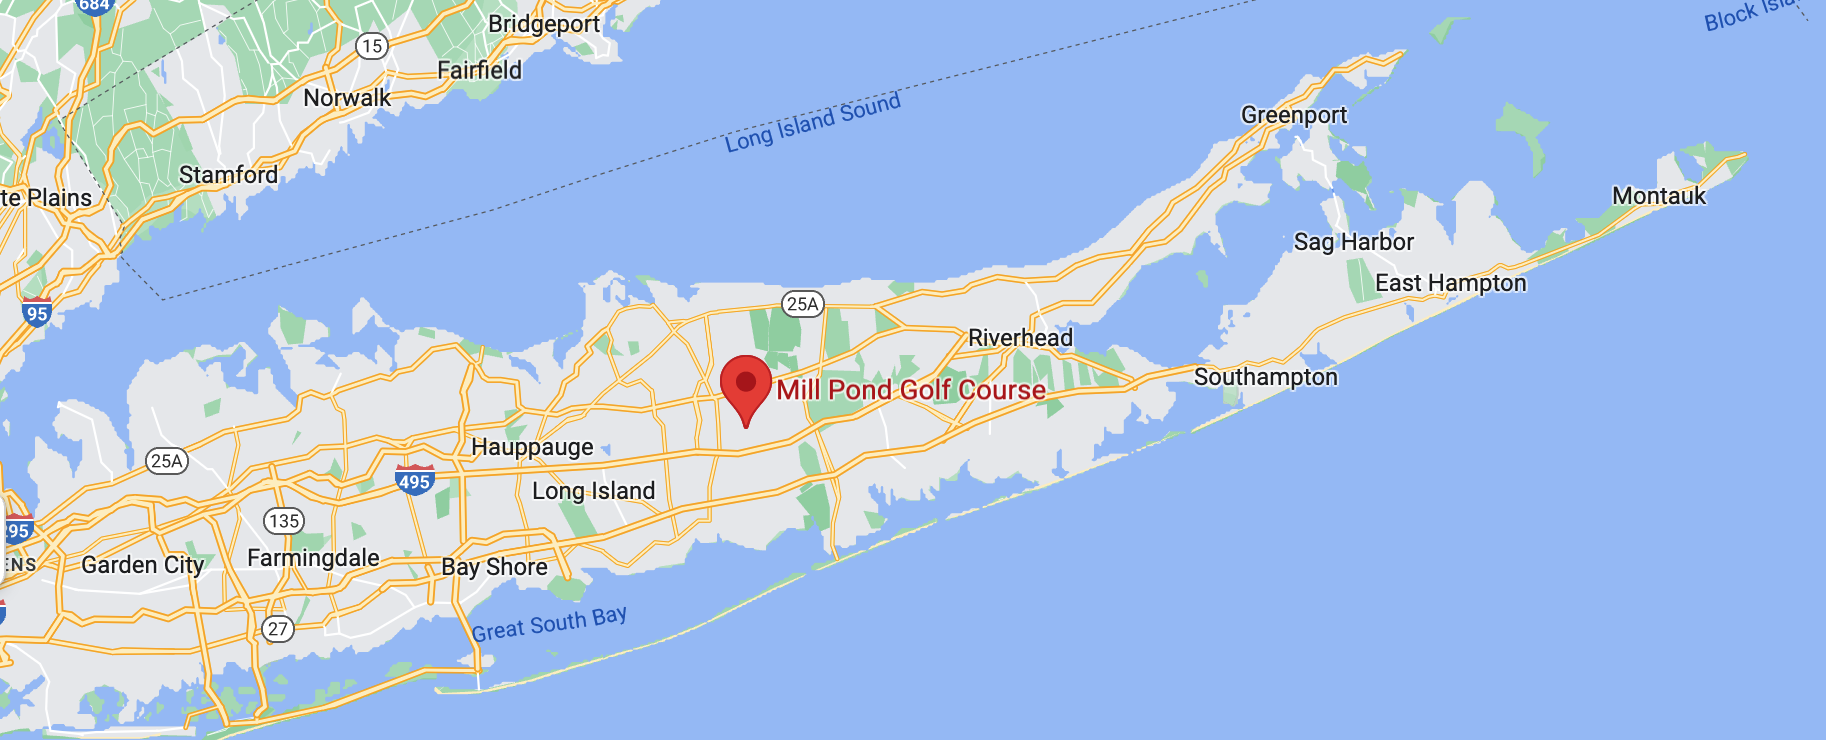 684
Bridgeport
Block Isla
15
Fairfield
Norwalk
Long Island Sound
Greenport
Stamford
te Plains
Montauk
Sag Harbor
East Hampton
95
25A
Riverhead
Southampton
Mill Pond Golf Course
Hauppauge
25A
495
Long Island
135
295
ENS
Garden City
Farmingdale
Bay Shore
Great South Bay
27